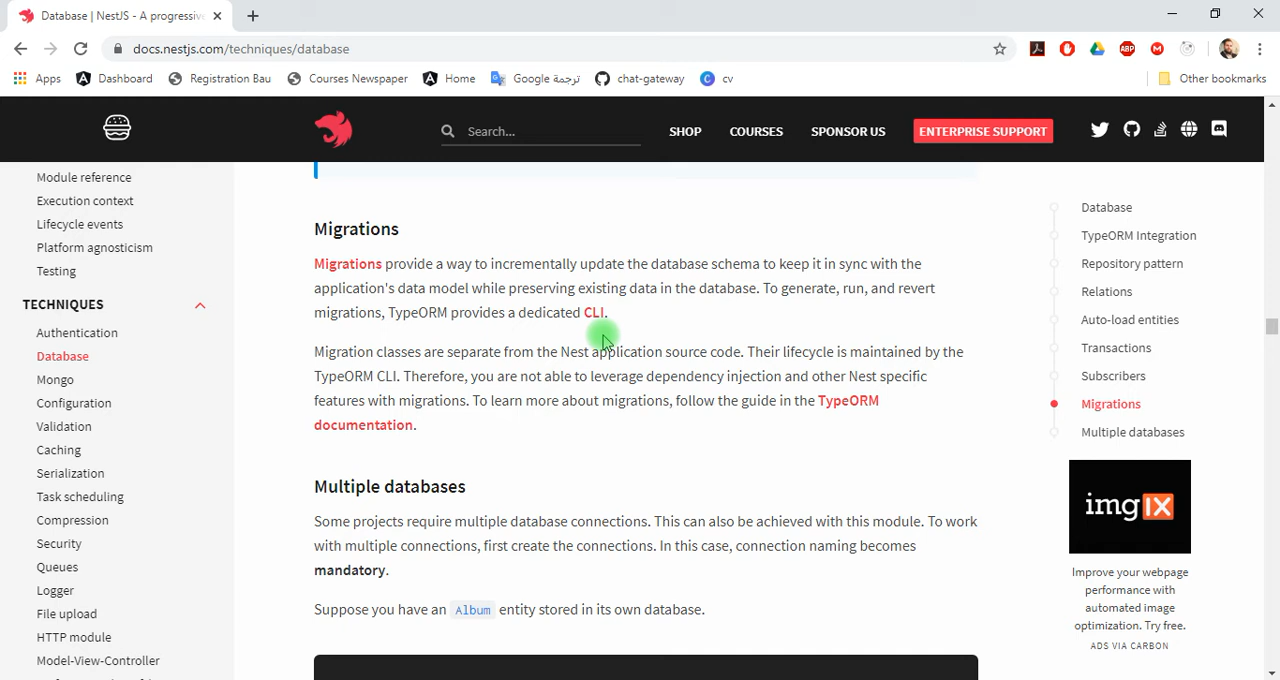 Database | NestJS - A progressive
docs.nestjs.com/techniques/database
Apps
Dashboard
Registration Bau
Courses Newspaper
Home
Google ترجمة
chat-gateway
cv
Other bookmarks
Search...
SHOP
COURSES
SPONSOR US
ENTERPRISE SUPPORT
Module reference
Execution context
Lifecycle events
Platform agnosticism
Testing
TECHNIQUES
Authentication
Database
Mongo
Configuration
Validation
Caching
Serialization
Task scheduling
Compression
Security
Queues
Logger
File upload
HTTP module
Model-View-Controller
Migrations
Migrations provide a way to incrementally update the database schema to keep it in sync with the
application's data model while preserving existing data in the database. To generate, run, and revert
migrations, TypeORM provides a dedicated CLI.
Migration classes are separate from the Nest application source code. Their lifecycle is maintained by the
TypeORM CLI. Therefore, you are not able to leverage dependency injection and other Nest specific
features with migrations. To learn more about migrations, follow the guide in the TypeORM
documentation.
Multiple databases
Some projects require multiple database connections. This can also be achieved with this module. To work
with multiple connections, first create the connections. In this case, connection naming becomes
mandatory.
Suppose you have an Album entity stored in its own database.
Database
TypeORM Integration
Repository pattern
Relations
Auto-load entities
Transactions
Subscribers
Migrations
Multiple databases
imgIX
Improve your webpage
performance with
automated image
optimization. Try free.
ADS VIA CARBON